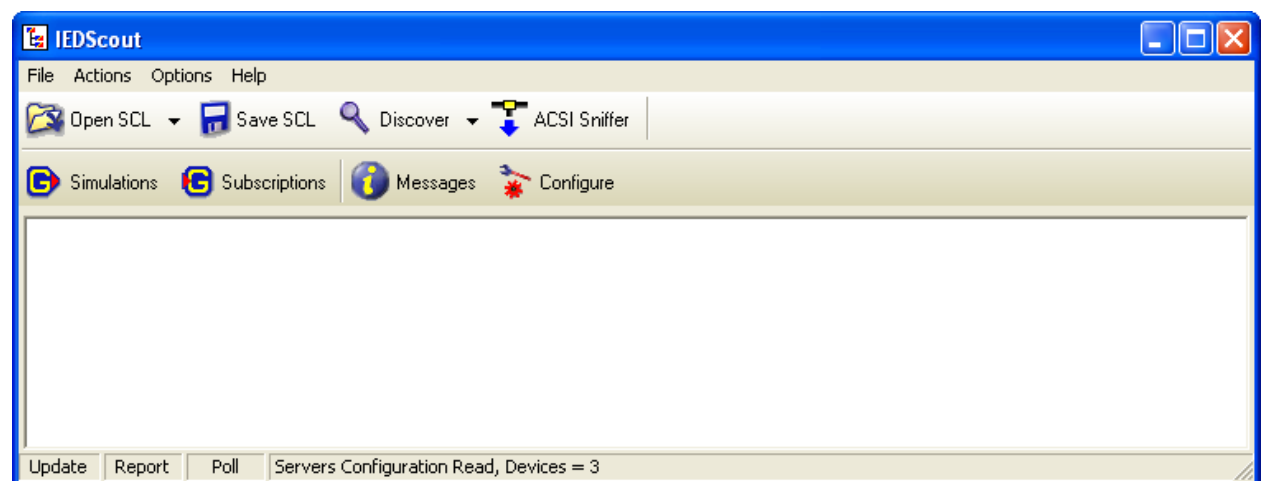 IEDScout
File Actions Options Help
Open SCL Save SCL Discover ACSI Sniffer
Simulations Subscriptions Messages Configure
Update Report Poll Servers Configuration Read, Devices = 3